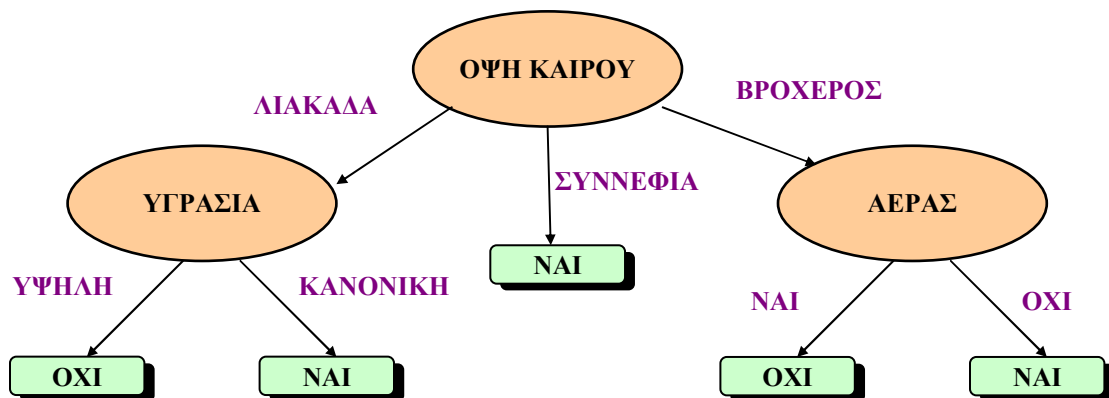 ΟΨΗ ΚΑΙΡΟΥ
ΛΙΑΚΑΔΑ
ΣΥΝΝΕΦΙΑ
ΒΡΟΧΕΡΟΣ
ΥΓΡΑΣΙΑ
ΝΑΙ
ΑΕΡΑΣ
ΥΨΗΛΗ
ΚΑΝΟΝΙΚΗ
ΝΑΙ
ΟΧΙ
ΟΧΙ
ΝΑΙ
ΟΧΙ
ΝΑΙ